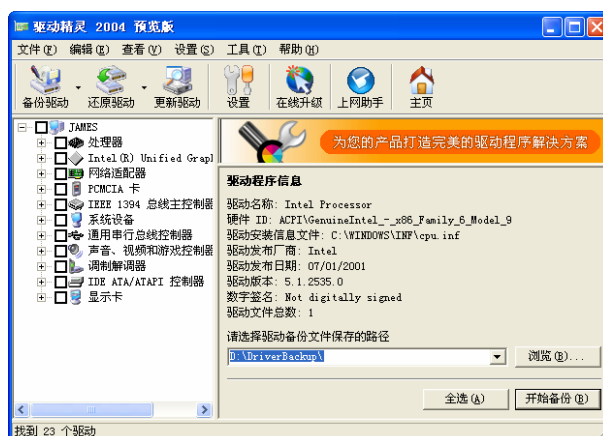 驱动精灵 2004 预览版
文件(F) 编辑(E) 查看(V) 设置(S) 工具(T) 帮助(H)
备份驱动 还原驱动 更新驱动 设置 在线升级 上网助手 主页
JAMES
处理器
Intel(R) Unified Grapl
网络适配器
PCMCIA 卡
IEEE 1394 总线主控制器
系统设备
通用串行总线控制器
声音、视频和游戏控制器
调制解调器
IDE ATA/ATAPI 控制器
显示卡
为您的产品打造完美的驱动程序解决方案
驱动程序信息
驱动名称: Intel Processor
硬件 ID: ACPI\GenuineIntel_-_x86_Family_6_Model_9
驱动安装信息文件: C:\WINDOWS\INF\cpu.inf
驱动发布厂商: Intel
驱动发布日期: 07/01/2001
驱动版本: 5.1.2535.0
数字签名: Not digitally signed
驱动文件总数: 1
请选择驱动备份文件保存的路径
D:\DriverBackup\
浏览(B)...
全选(A) 开始备份(B)
找到 23 个驱动